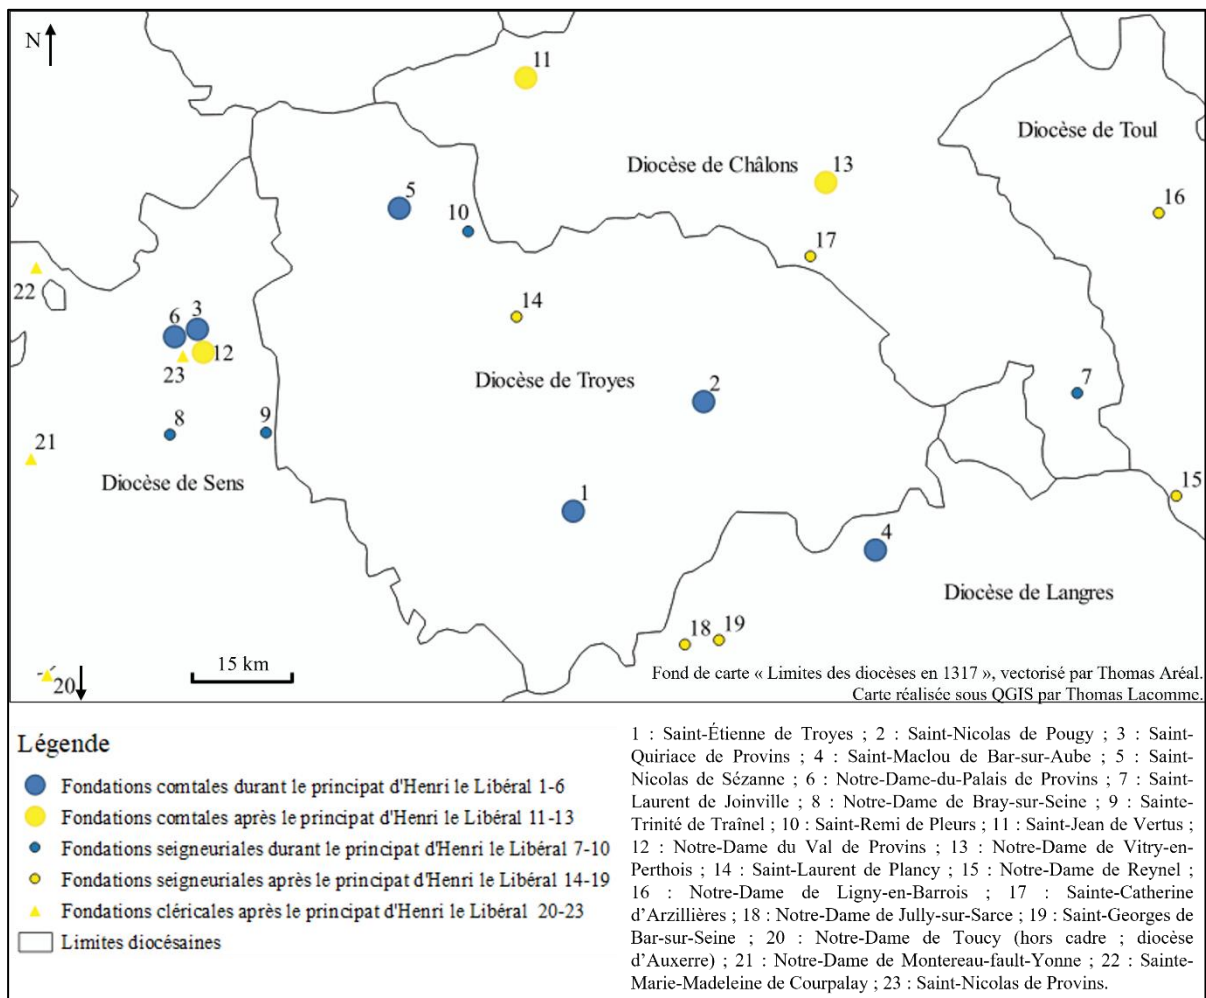 N
11
Diocèse de Toul
Diocèse de Châlons
13
5
16
10
17
22
14
6
3
12
23
Diocèse de Troyes
2
7
8
9
21
Diocèse de Sens
15
1
4
Diocèse de Langres
18
19
15 km
20
Fond de carte « Limites des diocèses en 1317 », vectorisé par Thomas Aréal.
Carte réalisée sous QGIS par Thomas Lacomme.
Légende
Fondations comtales durant le principat d'Henri le Libéral 1-6
Fondations comtales après le principat d'Henri le Libéral 11-13
Fondations seigneuriales durant le principat d'Henri le Libéral 7-10
Fondations seigneuriales après le principat d'Henri le Libéral 14-19
Fondations cléricales après le principat d'Henri le Libéral 20-23
Limites diocésaines
1 : Saint-Étienne de Troyes ; 2 : Saint-Nicolas de Pougy ; 3 : Saint-
Quiriace de Provins ; 4 : Saint-Maclou de Bar-sur-Aube ; 5 : Saint-
Nicolas de Sézanne ; 6 : Notre-Dame-du-Palais de Provins ; 7 : Saint-
Laurent de Joinville ; 8 : Notre-Dame de Bray-sur-Seine ; 9 : Sainte-
Trinité de Traînel ; 10 : Saint-Remi de Pleurs ; 11 : Saint-Jean de Vertus ;
12 : Notre-Dame du Val de Provins ; 13 : Notre-Dame de Vitry-en-
Perthois ; 14 : Saint-Laurent de Plancy ; 15 : Notre-Dame de Reynel ;
16 : Notre-Dame de Ligny-en-Barrois ; 17 : Sainte-Catherine
d'Arzillières ; 18 : Notre-Dame de Jully-sur-Sarce ; 19 : Saint-Georges de
Bar-sur-Seine ; 20 : Notre-Dame de Toucy (hors cadre ; diocèse
d'Auxerre) ; 21 : Notre-Dame de Montereau-fault-Yonne ; 22 : Sainte-
Marie-Madeleine de Courpalay ; 23 : Saint-Nicolas de Provins.